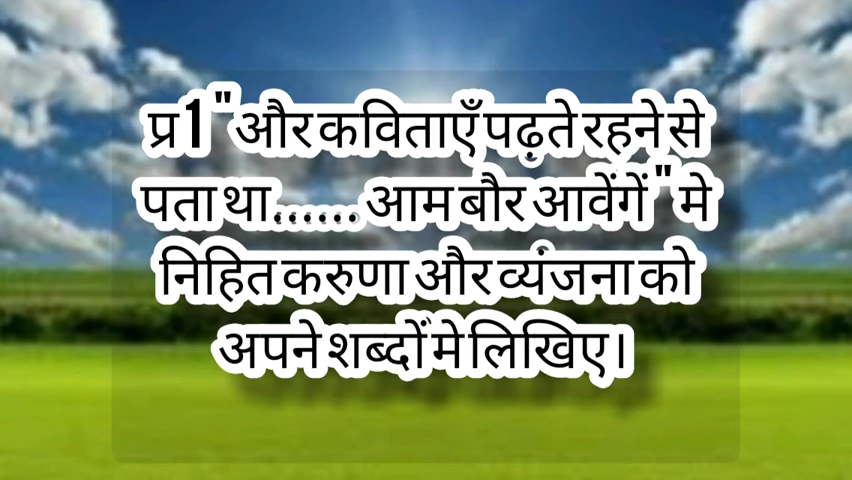 प्र1 "और कविताएँ पढ़ते रहने से
पता था...... आम बौर आवेंगें" मे
निहित करुणा और व्यंजना को
अपने शब्दों मे लिखिए।